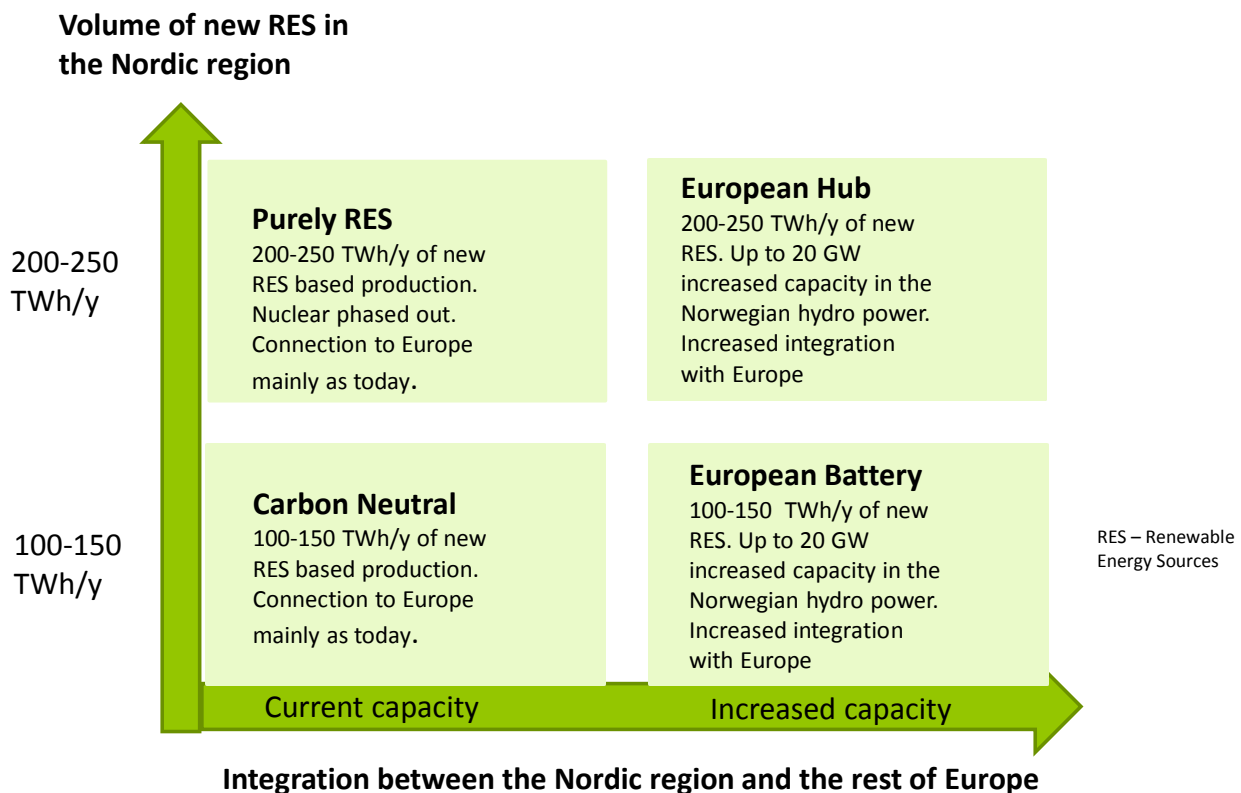 Volume of new RES in
the Nordic region
200-250
TWh/y
Purely RES
200-250 TWh/y of new
RES based production.
Nuclear phased out.
Connection to Europe
mainly as today.
European Hub
200-250 TWh/y of new
RES. Up to 20 GW
increased capacity in the
Norwegian hydro power.
Increased integration
with Europe
100-150
TWh/y
Carbon Neutral
100-150 TWh/y of new
RES based production.
Connection to Europe
mainly as today.
European Battery
100-150 TWh/y of new
RES. Up to 20 GW
increased capacity in the
Norwegian hydro power.
Increased integration
with Europe
RES – Renewable
Energy Sources
Current capacity
Increased capacity
Integration between the Nordic region and the rest of Europe